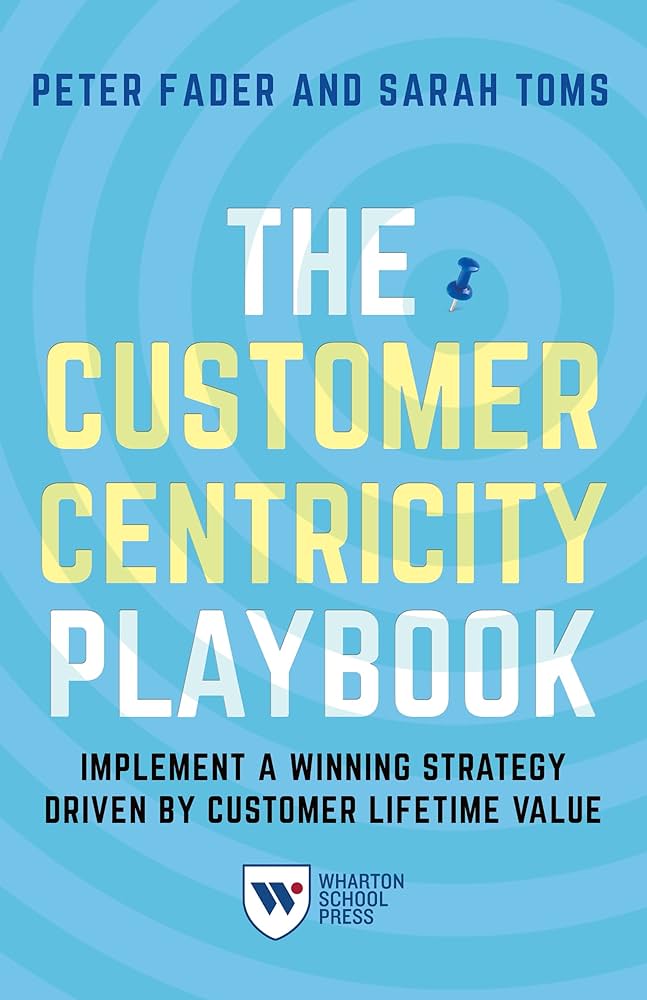 PETER FADER AND SARAH TOMS
THE
CUSTOMER
CENTRICITY
PLAYBOOK
IMPLEMENT A WINNING STRATEGY
DRIVEN BY CUSTOMER LIFETIME VALUE
W
WHARTON
SCHOOL
PRESS